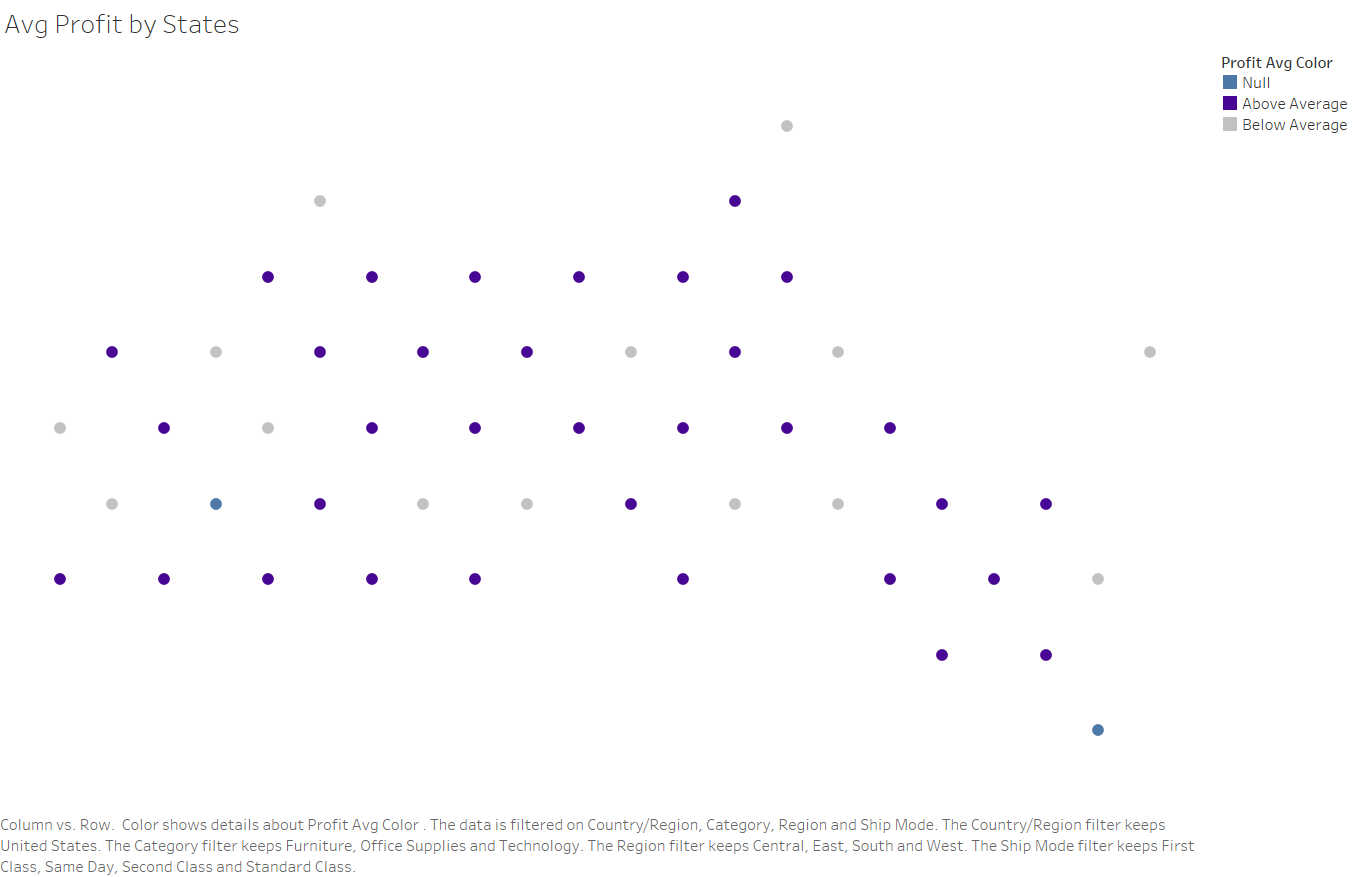 Avg Profit by States
Profit Avg Color
Null
Above Average
Below Average
Column vs. Row.  Color shows details about Profit Avg Color . The data is filtered on Country/Region, Category, Region and Ship Mode. The Country/Region filter keeps
United States. The Category filter keeps Furniture, Office Supplies and Technology. The Region filter keeps Central, East, South and West. The Ship Mode filter keeps First
Class, Same Day, Second Class and Standard Class.